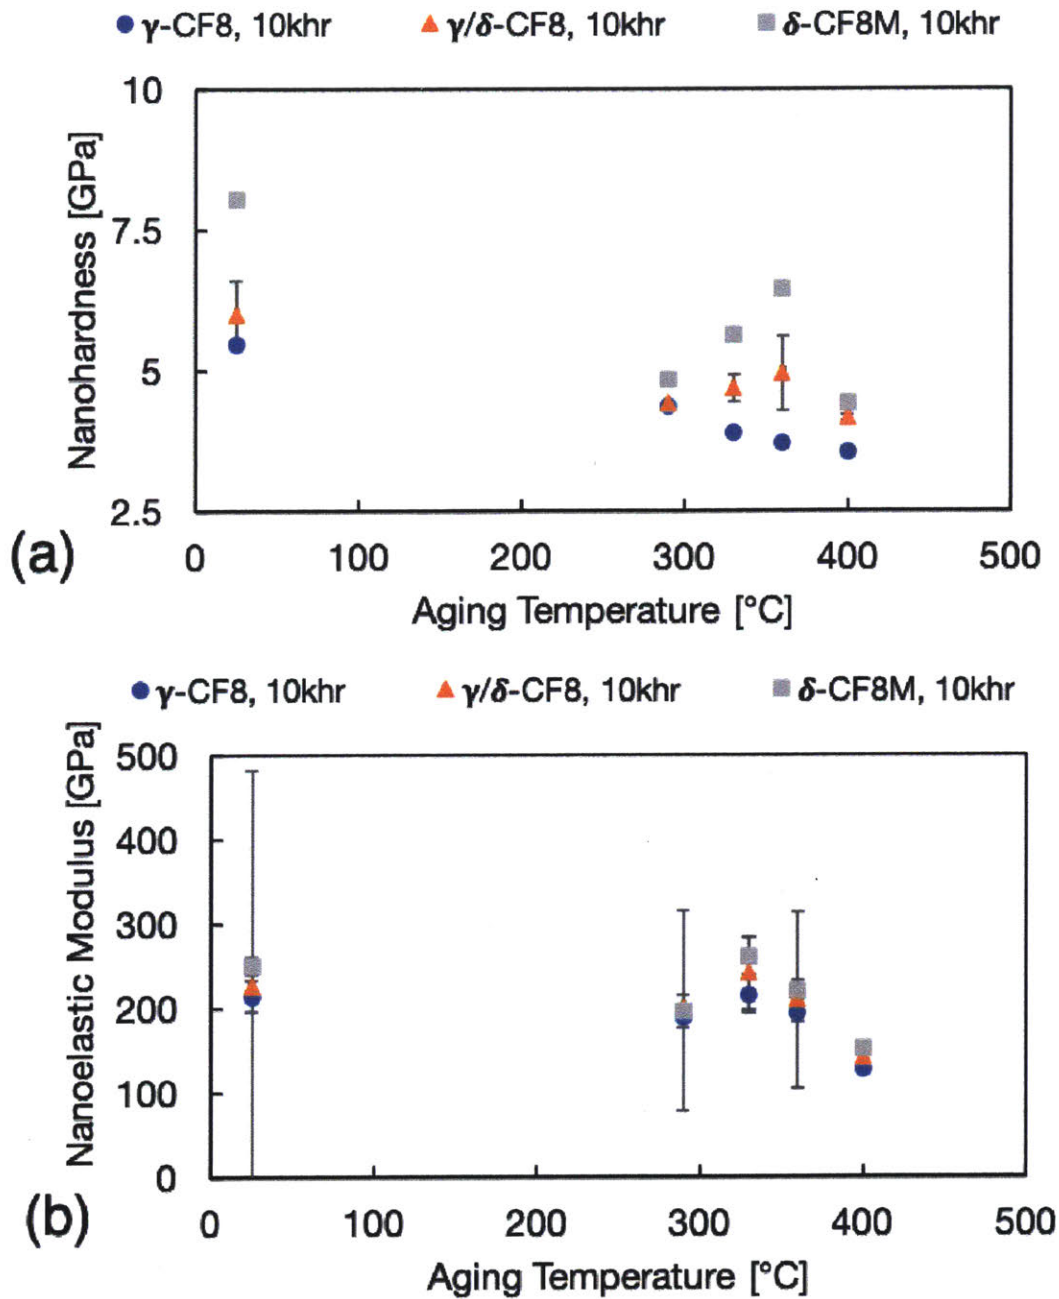 γ-CF8, 10khr γ/δ-CF8, 10khr δ-CF8M, 10khr
10
7.5
5
2.5
Nanohardness [GPa]
(a)
0 100 200 300 400 500
Aging Temperature [°C]
γ-CF8, 10khr γ/δ-CF8, 10khr δ-CF8M, 10khr
500
400
300
200
100
0
Nanoelastic Modulus [GPa]
(b)
0 100 200 300 400 500
Aging Temperature [°C]